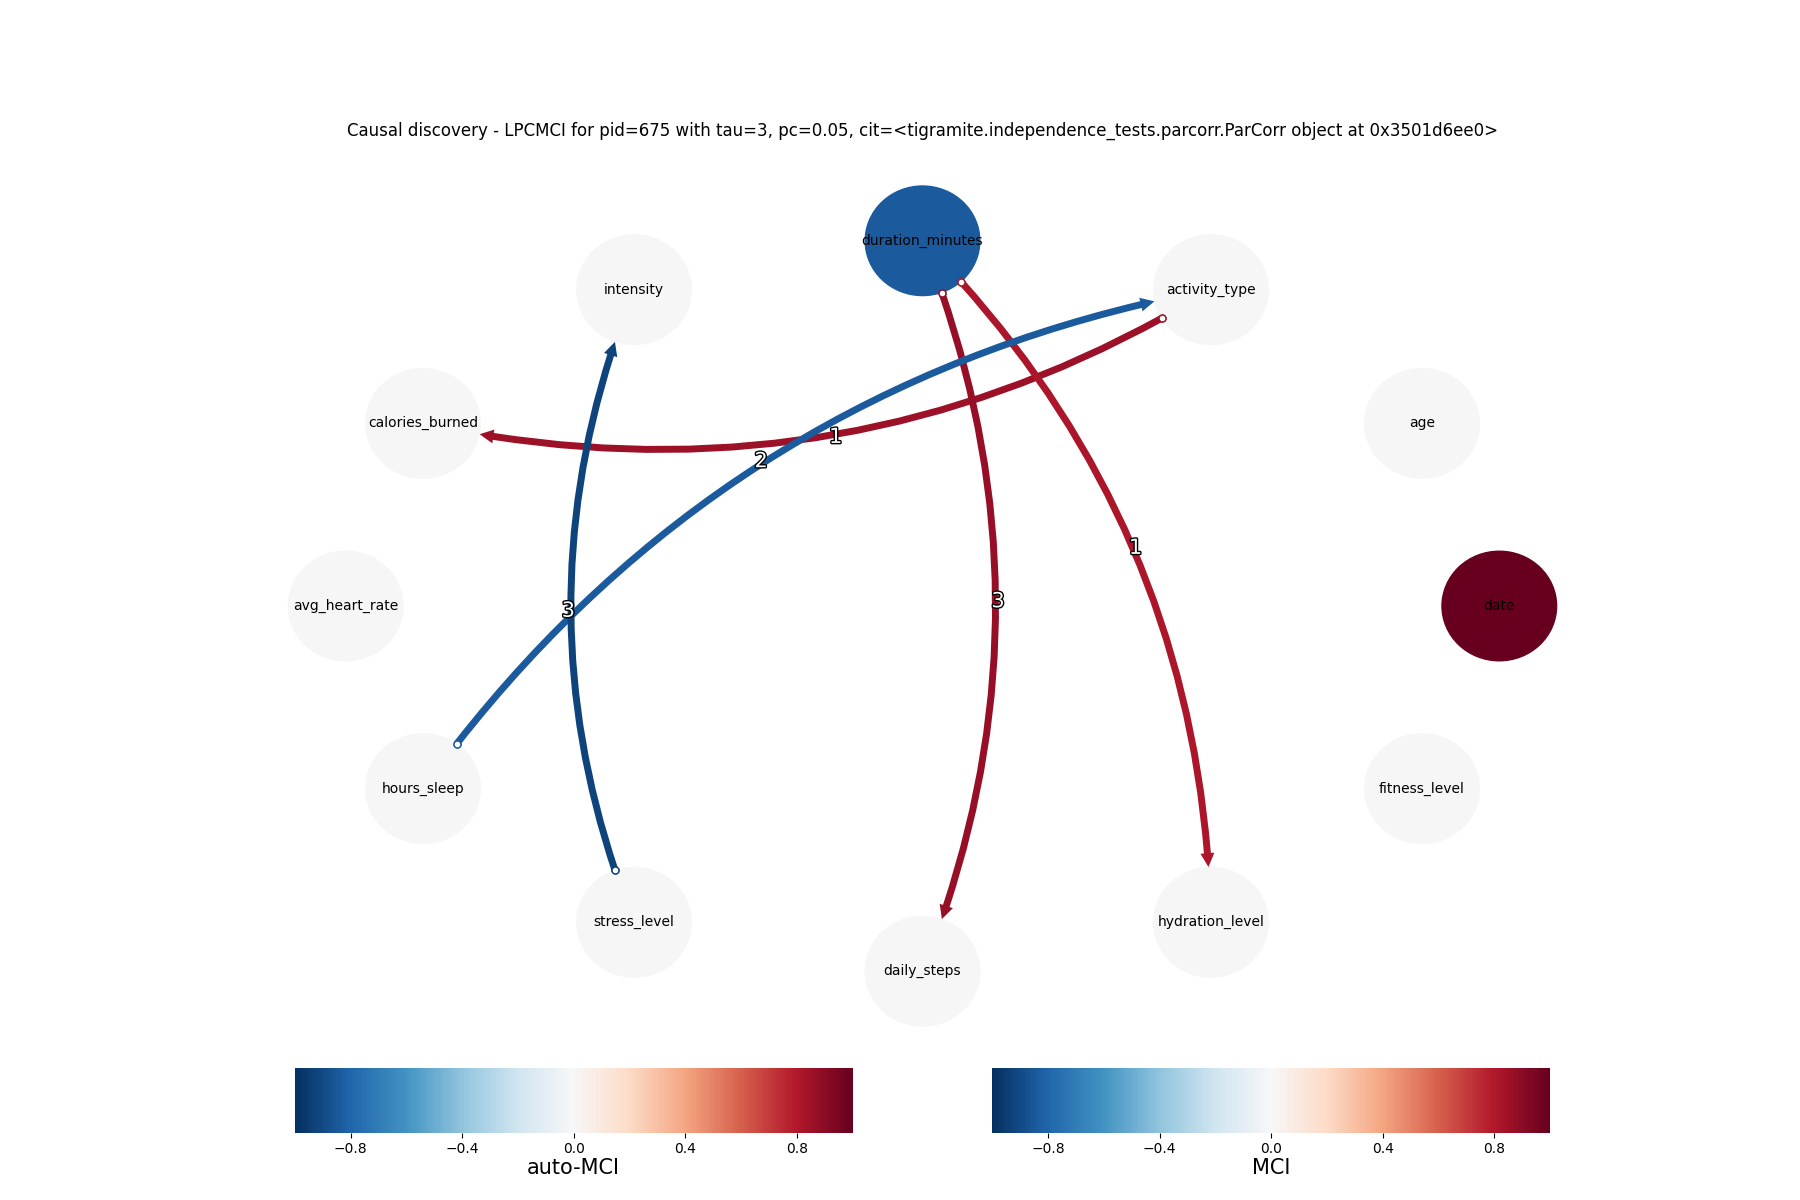 Causal discovery - LPCMCI for pid=675 with tau=3, pc=0.05, cit=<tigramite.independence_tests.parcorr.ParCorr object at 0x3501d6ee0>
duration_minutes
intensity
activity_type
calories_burned
age
1
2
1
avg_heart_rate
3
3
date
hours_sleep
fitness_level
stress_level
hydration_level
daily_steps
−0.8 −0.4 0.0 0.4 0.8
auto-MCI
−0.8 −0.4 0.0 0.4 0.8
MCI